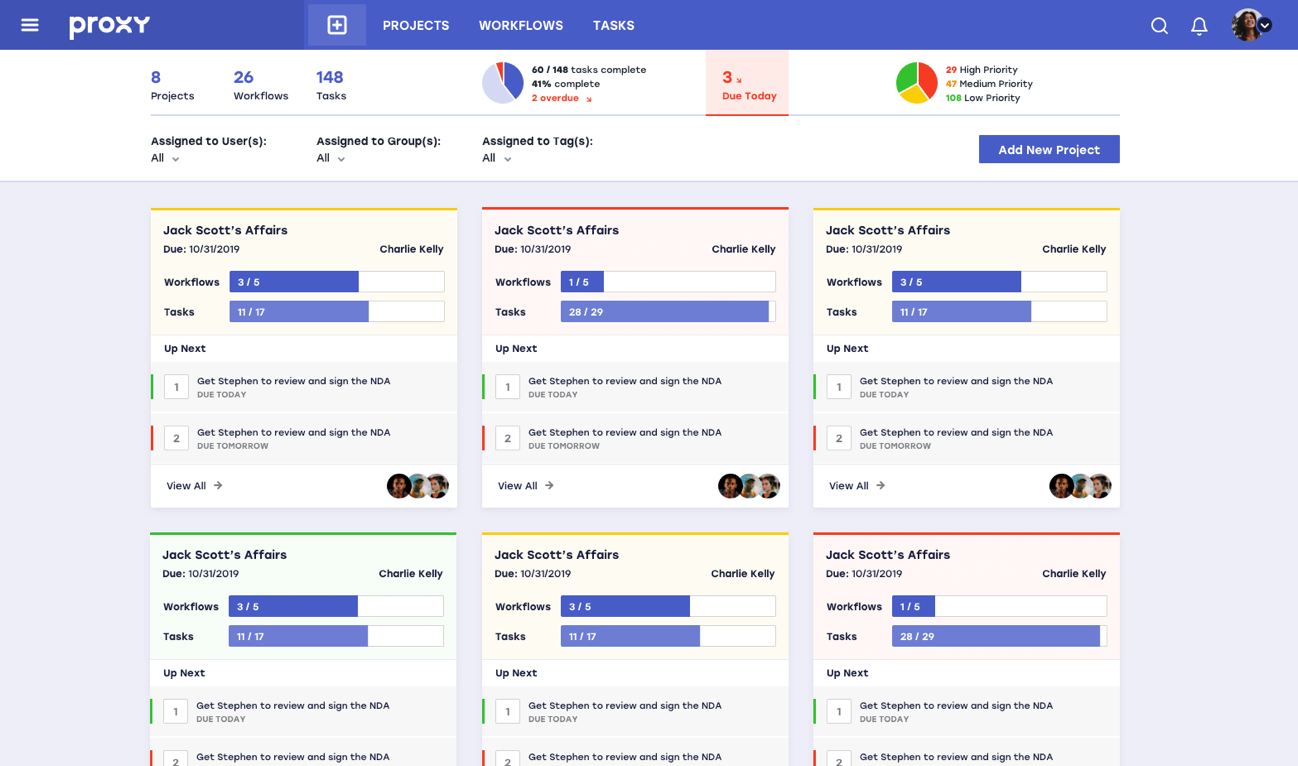 proxy
PROJECTS WORKFLOWS TASKS
8 26 148
Projects Workflows Tasks
60 / 148 tasks complete
41% complete
2 overdue
3
Due Today
29 High Priority
47 Medium Priority
108 Low Priority
Assigned to User(s): Assigned to Group(s): Assigned to Tag(s):
All All All
Add New Project
Jack Scott’s Affairs
Due: 10/31/2019 Charlie Kelly
Workflows 3 / 5
Tasks 11 / 17
Up Next
1 Get Stephen to review and sign the NDA
DUE TODAY
2 Get Stephen to review and sign the NDA
DUE TOMORROW
View All
Jack Scott’s Affairs
Due: 10/31/2019 Charlie Kelly
Workflows 1 / 5
Tasks 28 / 29
Up Next
1 Get Stephen to review and sign the NDA
DUE TODAY
2 Get Stephen to review and sign the NDA
DUE TOMORROW
View All
Jack Scott’s Affairs
Due: 10/31/2019 Charlie Kelly
Workflows 3 / 5
Tasks 11 / 17
Up Next
1 Get Stephen to review and sign the NDA
DUE TODAY
2 Get Stephen to review and sign the NDA
DUE TOMORROW
View All
Jack Scott’s Affairs
Due: 10/31/2019 Charlie Kelly
Workflows 3 / 5
Tasks 11 / 17
Up Next
1 Get Stephen to review and sign the NDA
DUE TODAY
2 Get Stephen to review and sign the NDA
Jack Scott’s Affairs
Due: 10/31/2019 Charlie Kelly
Workflows 3 / 5
Tasks 11 / 17
Up Next
1 Get Stephen to review and sign the NDA
DUE TODAY
2 Get Stephen to review and sign the NDA
Jack Scott’s Affairs
Due: 10/31/2019 Charlie Kelly
Workflows 1 / 5
Tasks 28 / 29
Up Next
1 Get Stephen to review and sign the NDA
DUE TODAY
2 Get Stephen to review and sign the NDA